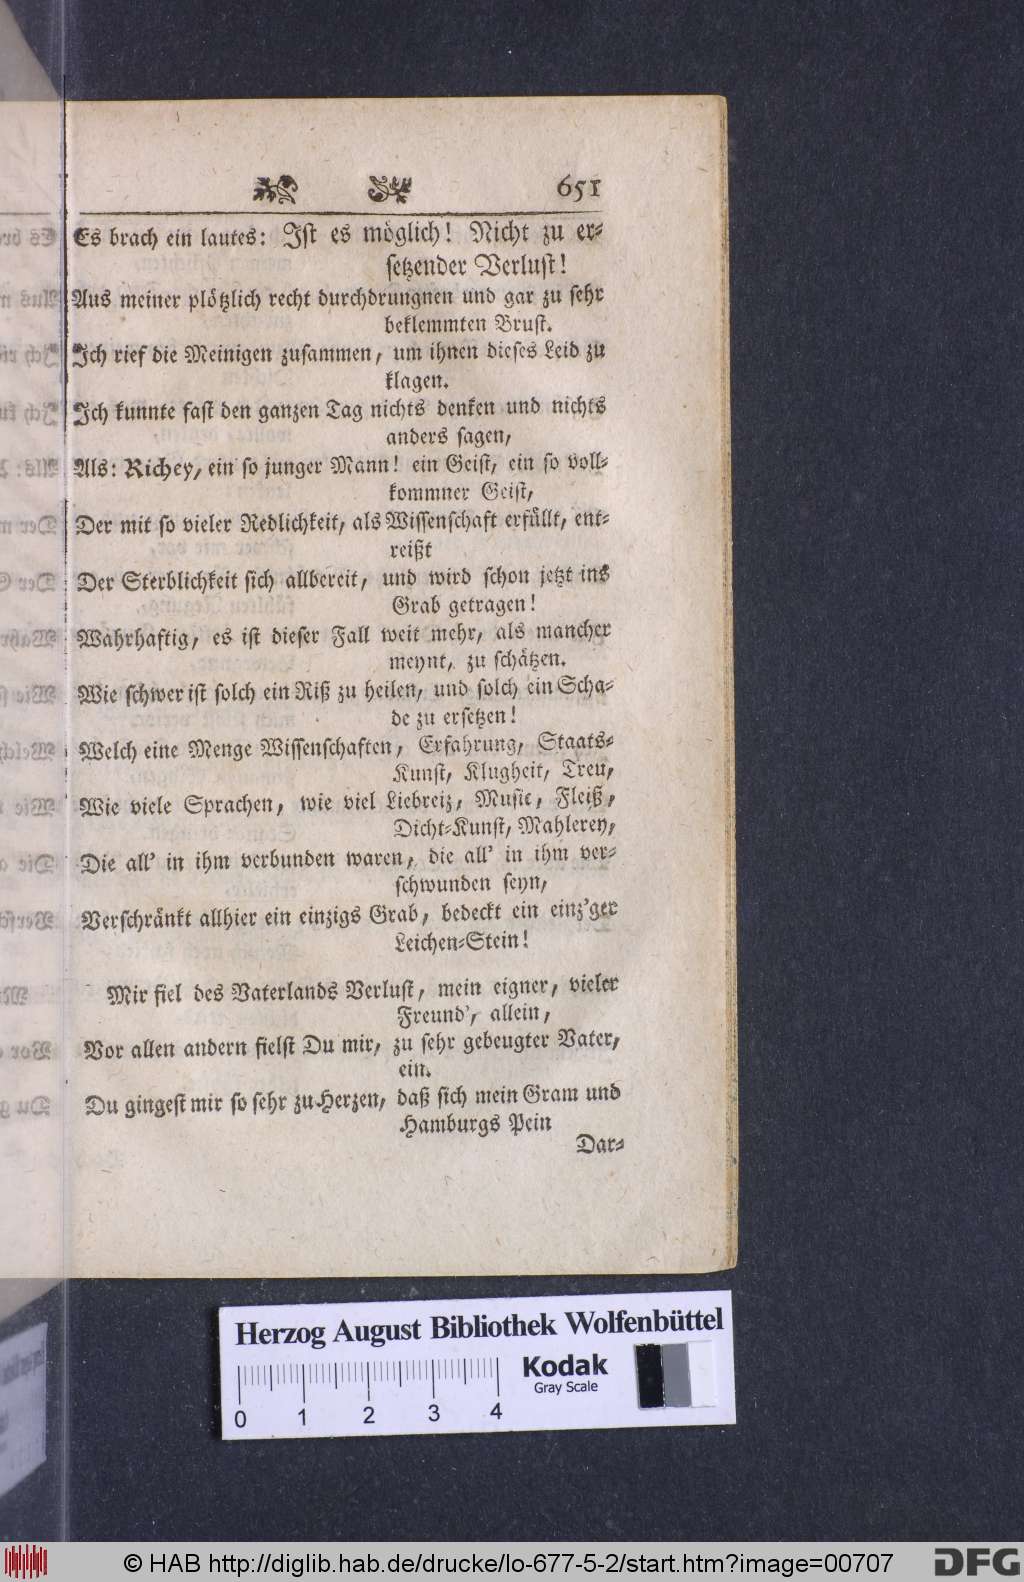 651
Es brach ein lautes: Ist es möglich! Nicht zu er-
setzender Verlust!
Aus meiner plötzlich recht durchdrungnen und gar zu sehr
beklemmten Brust.
Ich rief die Meinigen zusammen, um ihnen dieses Leid zu
klagen.
Ich kunnte fast den ganzen Tag nichts denken und nichts
anders sagen,
Als: Richey, ein so junger Mann! ein Geist, ein so voll-
kommner Geist,
Der mit so vieler Redlichkeit, als Wissenschaft erfüllt, ent-
reißt
Der Sterblichkeit sich allbereit, und wird schon jetzt ins
Grab getragen!
Wahrhaftig, es ist dieser Fall weit mehr, als mancher
meynt, zu schätzen.
Wie schwer ist solch ein Riß zu heilen, und solch ein Scha-
de zu ersetzen!
Welch eine Menge Wissenschaften, Erfahrung, Staats-
Kunst, Klugheit, Treu,
Wie viele Sprachen, wie viel Liebreiz, Music, Fleiß,
Dicht-Kunst, Mahlerey,
Die all' in ihm verbunden waren, die all' in ihm ver-
schwunden seyn,
Verschränkt allhier ein einzigs Grab, bedeckt ein einz'ger
Leichen-Stein!
Mir fiel des Vaterlands Verlust, mein eigner, vieler
Freund', allein,
Vor allen andern fielst Du mir, zu sehr gebeugter Vater,
ein.
Du gingest mir so sehr zu Herzen, daß sich mein Gram und
Hamburgs Pein
Dar-
Herzog August Bibliothek Wolfenbüttel
Kodak
Gray Scale
0 1 2 3 4
© HAB http://diglib.hab.de/drucke/lo-677-5-2/start.htm?image=00707
DFG